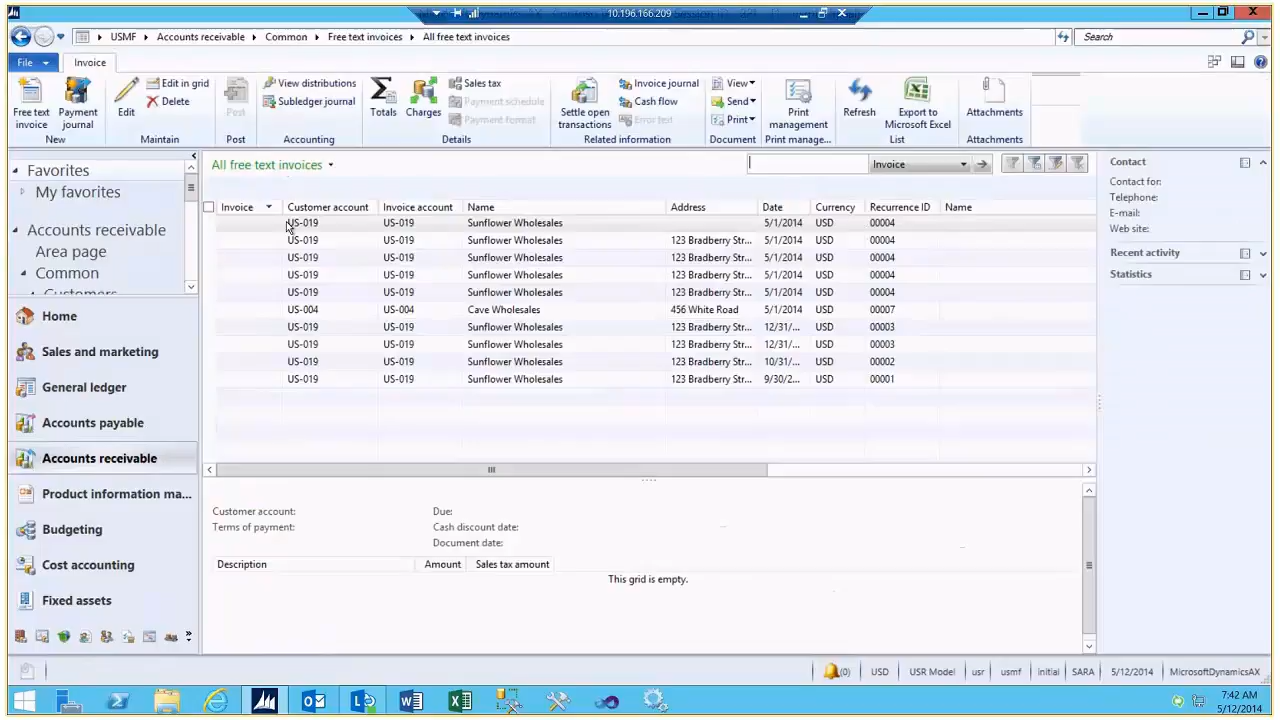 10.196.166.209
USMF Accounts receivable Common Free text invoices All free text invoices
Search
File Invoice
Free text invoice
Payment journal
New
Edit
Edit in grid
Delete
Maintain
Post
Post
View distributions
Subledger journal
Accounting
Totals
Charges
Sales tax
Payment schedule
Payment format
Details
Settle open transactions
Invoice journal
Cash flow
Error text
Related information
View
Send
Print
Document
Print management
Print manage...
Refresh
Export to Microsoft Excel
List
Attachments
Attachments
Favorites
My favorites
Accounts receivable
Area page
Common
Customers
Home
Sales and marketing
General ledger
Accounts payable
Accounts receivable
Product information ma...
Budgeting
Cost accounting
Fixed assets
All free text invoices
Invoice
Invoice Customer account Invoice account Name Address Date Currency Recurrence ID Name
US-019 US-019 Sunflower Wholesales 5/1/2014 USD 00004
US-019 US-019 Sunflower Wholesales 123 Bradberry Str... 5/1/2014 USD 00004
US-019 US-019 Sunflower Wholesales 123 Bradberry Str... 5/1/2014 USD 00004
US-019 US-019 Sunflower Wholesales 123 Bradberry Str... 5/1/2014 USD 00004
US-019 US-019 Sunflower Wholesales 123 Bradberry Str... 5/1/2014 USD 00004
US-004 US-004 Cave Wholesales 456 White Road 5/1/2014 USD 00007
US-019 US-019 Sunflower Wholesales 123 Bradberry Str... 12/31/... USD 00003
US-019 US-019 Sunflower Wholesales 123 Bradberry Str... 12/31/... USD 00003
US-019 US-019 Sunflower Wholesales 123 Bradberry Str... 10/31/... USD 00002
US-019 US-019 Sunflower Wholesales 123 Bradberry Str... 9/30/2... USD 00001
Customer account: Due:
Terms of payment: Cash discount date:
Document date:
Description Amount Sales tax amount
This grid is empty.
Contact
Contact for:
Telephone:
E-mail:
Web site:
Recent activity
Statistics
(0) USD USR Model usr usmf initial SARA 5/12/2014 MicrosoftDynamicsAX
7:42 AM
5/12/2014